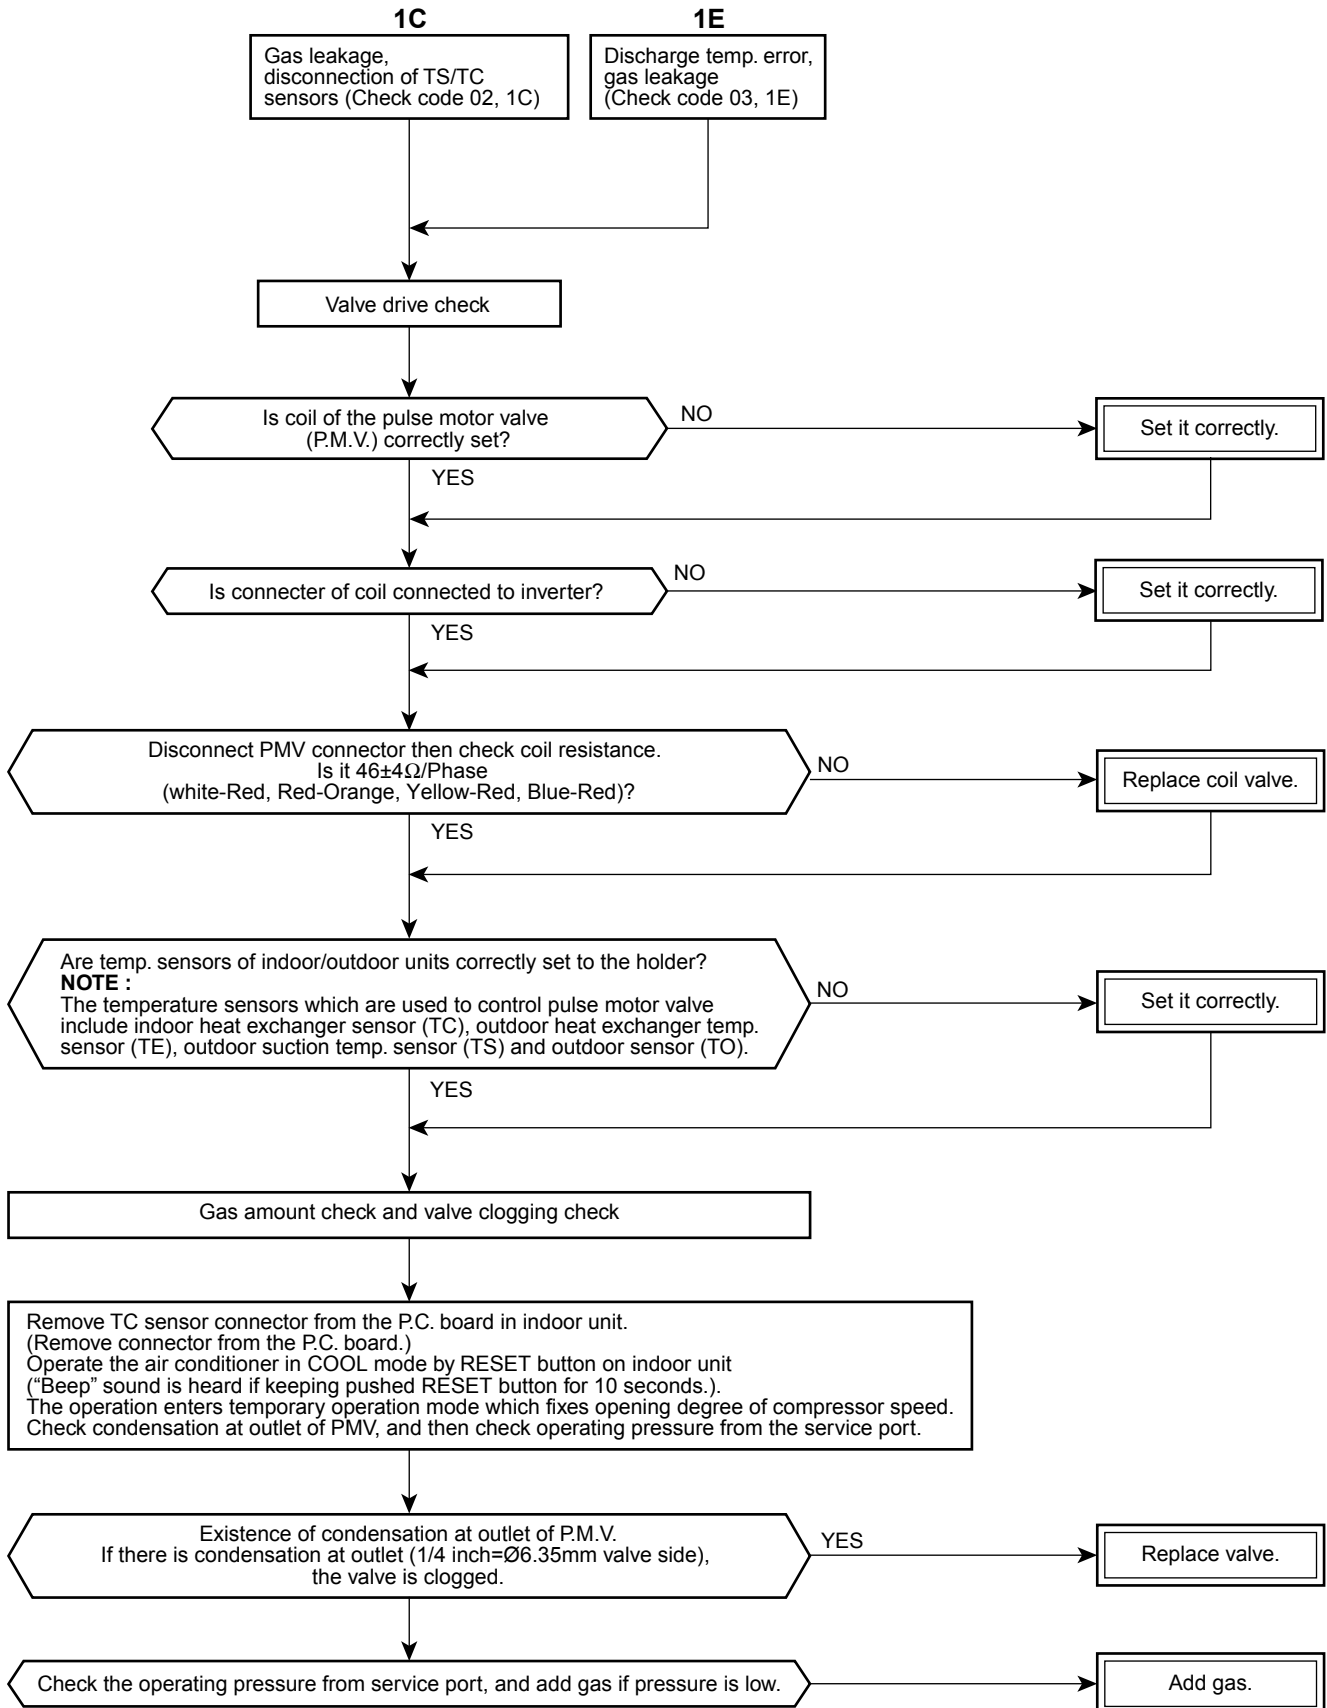 1C
1E
Gas leakage,
disconnection of TS/TC
sensors (Check code 02, 1C)
Discharge temp. error,
gas leakage
(Check code 03, 1E)
Valve drive check
Is coil of the pulse motor valve
(P.M.V.) correctly set?
NO
Set it correctly.
YES
Is connecter of coil connected to inverter?
NO
Set it correctly.
YES
Disconnect PMV connector then check coil resistance.
Is it 46±4Ω/Phase
(white-Red, Red-Orange, Yellow-Red, Blue-Red)?
NO
Replace coil valve.
YES
Are temp. sensors of indoor/outdoor units correctly set to the holder?
NOTE :
The temperature sensors which are used to control pulse motor valve
include indoor heat exchanger sensor (TC), outdoor heat exchanger temp.
sensor (TE), outdoor suction temp. sensor (TS) and outdoor sensor (TO).
NO
Set it correctly.
YES
Gas amount check and valve clogging check
Remove TC sensor connector from the P.C. board in indoor unit.
(Remove connector from the P.C. board.)
Operate the air conditioner in COOL mode by RESET button on indoor unit
(“Beep” sound is heard if keeping pushed RESET button for 10 seconds.).
The operation enters temporary operation mode which fixes opening degree of compressor speed.
Check condensation at outlet of PMV, and then check operating pressure from the service port.
Existence of condensation at outlet of P.M.V.
If there is condensation at outlet (1/4 inch=Ø6.35mm valve side),
the valve is clogged.
YES
Replace valve.
Check the operating pressure from service port, and add gas if pressure is low.
Add gas.